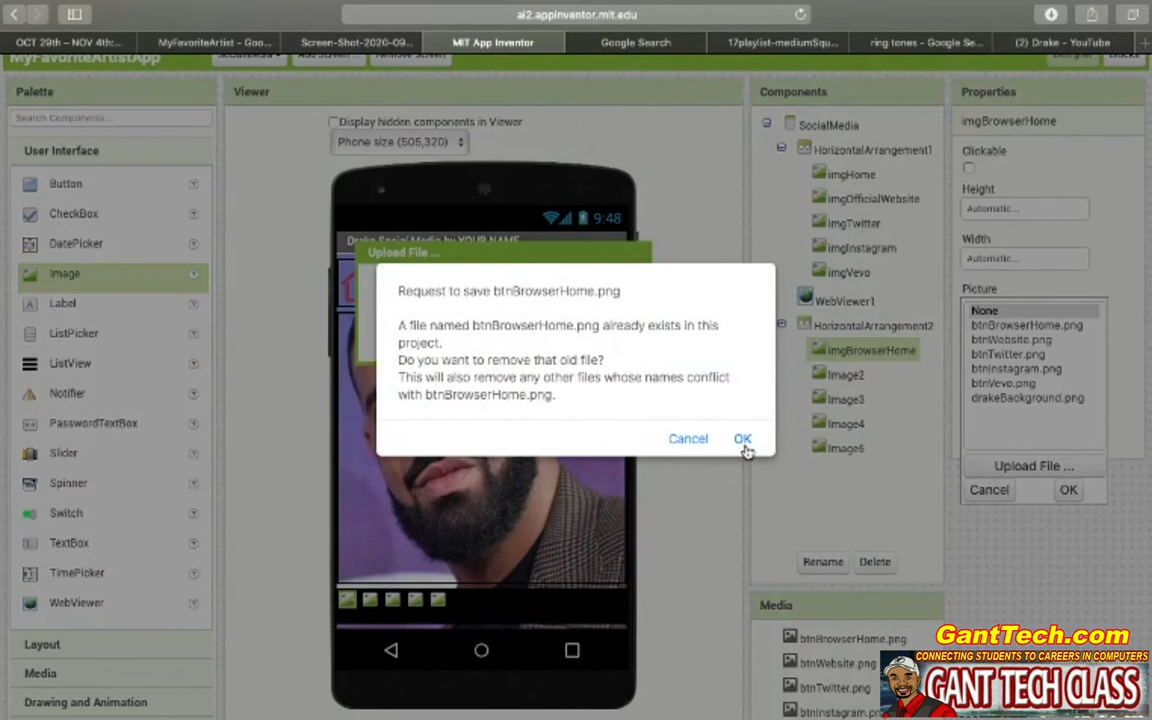 ai2.appinventor.mit.edu
OCT 29th – NOV 4th:...
MyFavoriteArtist – Goo...
Screen-Shot-2020-09...
MIT App Inventor
Google Search
17playlist-mediumSqu...
ring tones - Google Se...
(2) Drake - YouTube
MyFavoriteArtistApp
Palette
Viewer
Components
Properties
Search Components...
User Interface
Button
CheckBox
DatePicker
Image
Label
ListPicker
ListView
Notifier
PasswordTextBox
Slider
Spinner
Switch
TextBox
TimePicker
WebViewer
Layout
Media
Drawing and Animation
Display hidden components in Viewer
Phone size (505,320)
9:48
Drake Social Media by YOUR NAME
Upload File ...
Request to save btnBrowserHome.png
A file named btnBrowserHome.png already exists in this
project.
Do you want to remove that old file?
This will also remove any other files whose names conflict
with btnBrowserHome.png.
Cancel
OK
SocialMedia
HorizontalArrangement1
imgHome
imgOfficialWebsite
imgTwitter
imgInstagram
imgVevo
WebViewer1
HorizontalArrangement2
imgBrowserHome
Image2
Image3
Image4
Image5
Rename
Delete
Media
btnBrowserHome.png
btnWebsite.png
btnTwitter.png
btnInstagram.png
imgBrowserHome
Clickable
Height
Automatic...
Width
Automatic...
Picture
None
btnBrowserHome.png
btnWebsite.png
btnTwitter.png
btnInstagram.png
btnVevo.png
drakeBackground.png
Upload File ...
Cancel
OK
GantTech.com
CONNECTING STUDENTS TO CAREERS IN COMPUTERS
GANT TECH CLASS